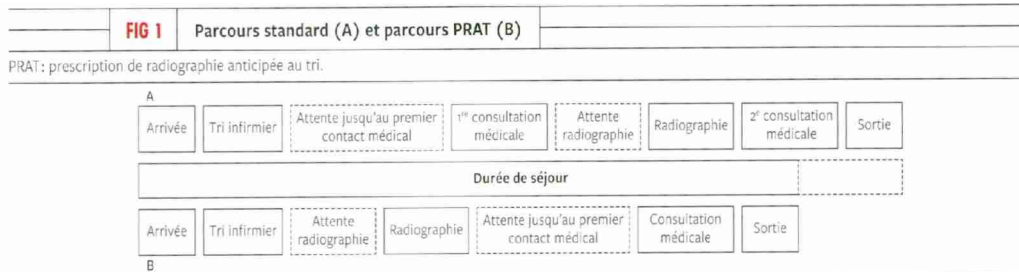 FIG 1 Parcours standard (A) et parcours PRAT (B)
PRAT: prescription de radiographie anticipée au tri.
A
Arrivée
Tri infirmier
Attente jusqu'au premier
contact médical
1re consultation
médicale
Attente
radiographie
Radiographie
2e consultation
médicale
Sortie
Durée de séjour
Arrivée
Tri infirmier
Attente
radiographie
Radiographie
Attente jusqu'au premier
contact médical
Consultation
médicale
Sortie
B